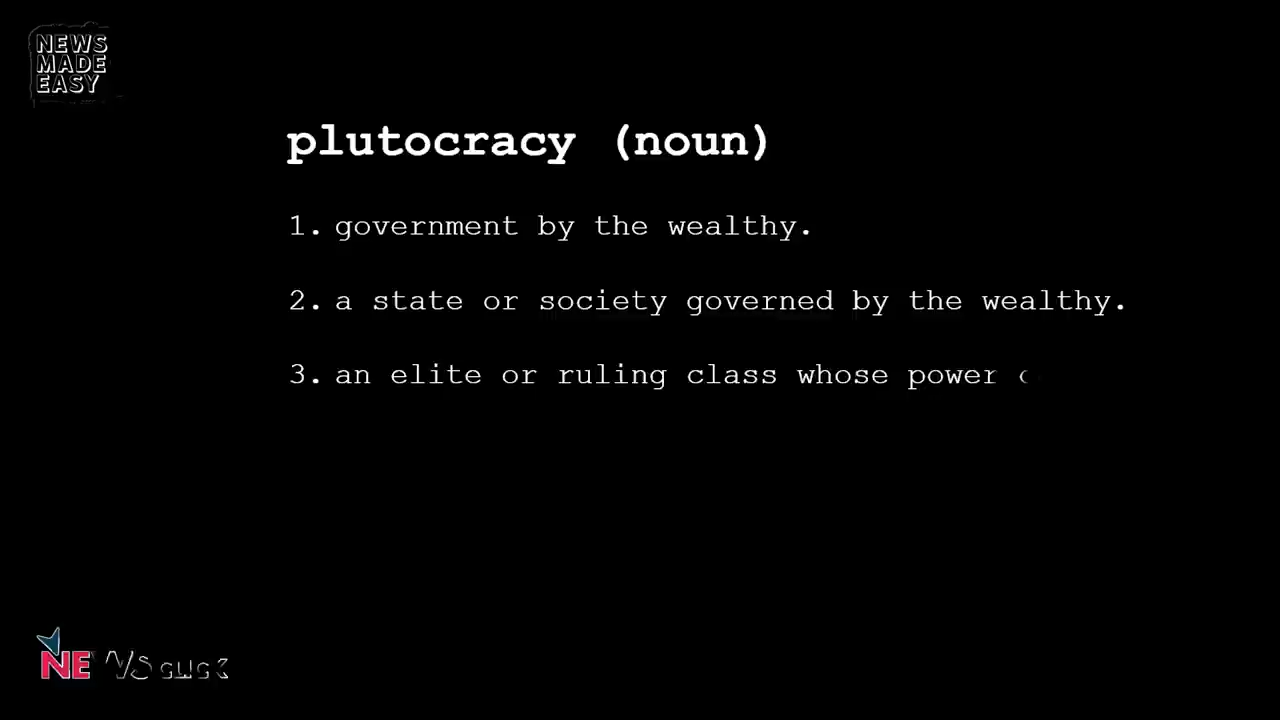 NEWS
MADE
EASY
plutocracy (noun)
1. government by the wealthy.
2. a state or society governed by the wealthy.
3. an elite or ruling class whose power
NEWSCLICK